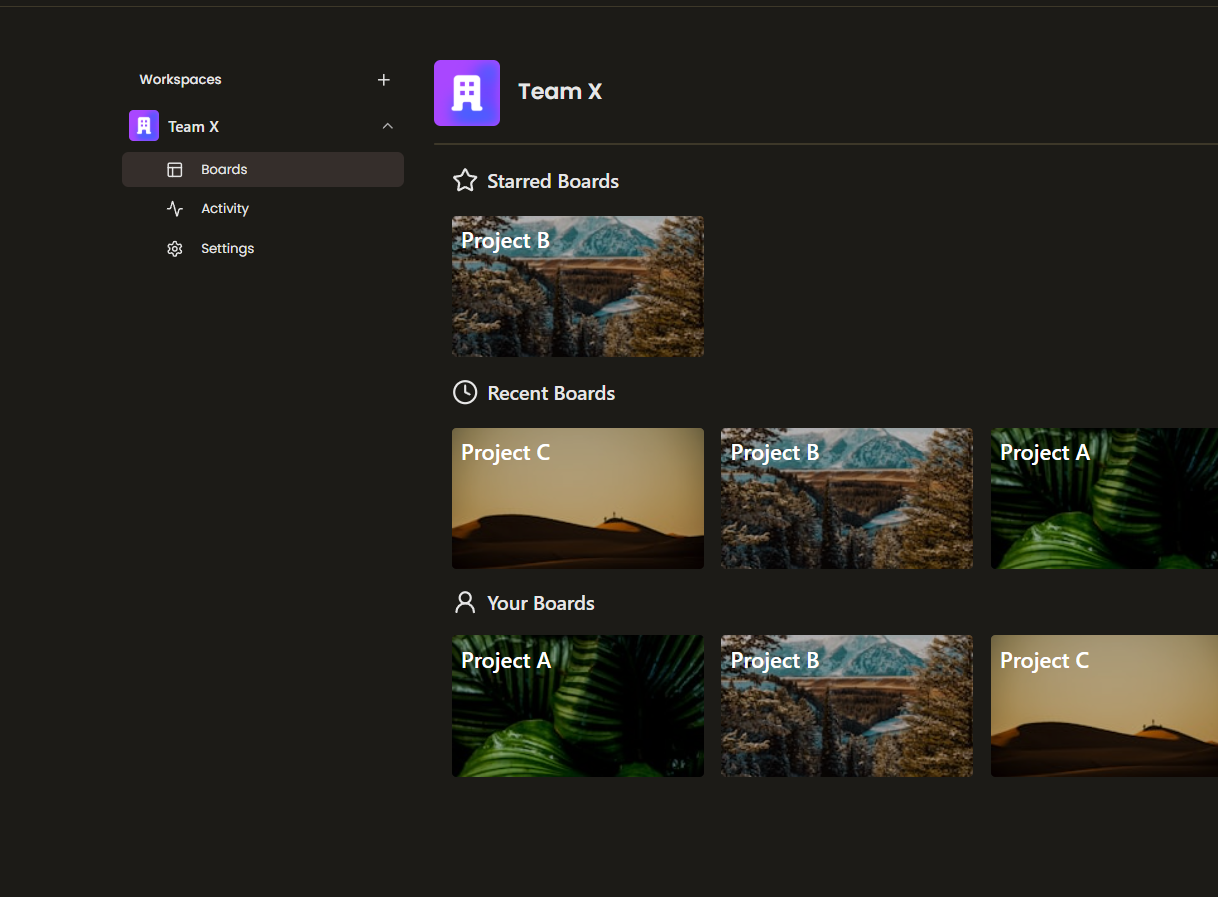 Workspaces
Team X
Boards
Activity
Settings
Team X
Starred Boards
Project B
Recent Boards
Project C
Project B
Project A
Your Boards
Project A
Project B
Project C